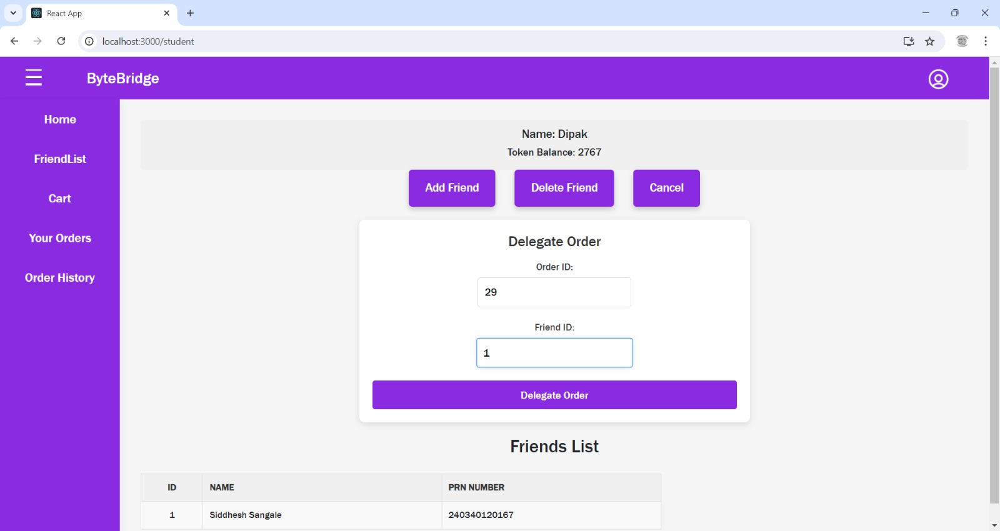 React App
localhost:3000/student
ByteBridge
Home
FriendList
Cart
Your Orders
Order History
Name: Dipak
Token Balance: 2767
Add Friend Delete Friend Cancel
Delegate Order
Order ID:
29
Friend ID:
1
Delegate Order
Friends List
ID NAME PRN NUMBER
1 Siddhesh Sangale 240340120167